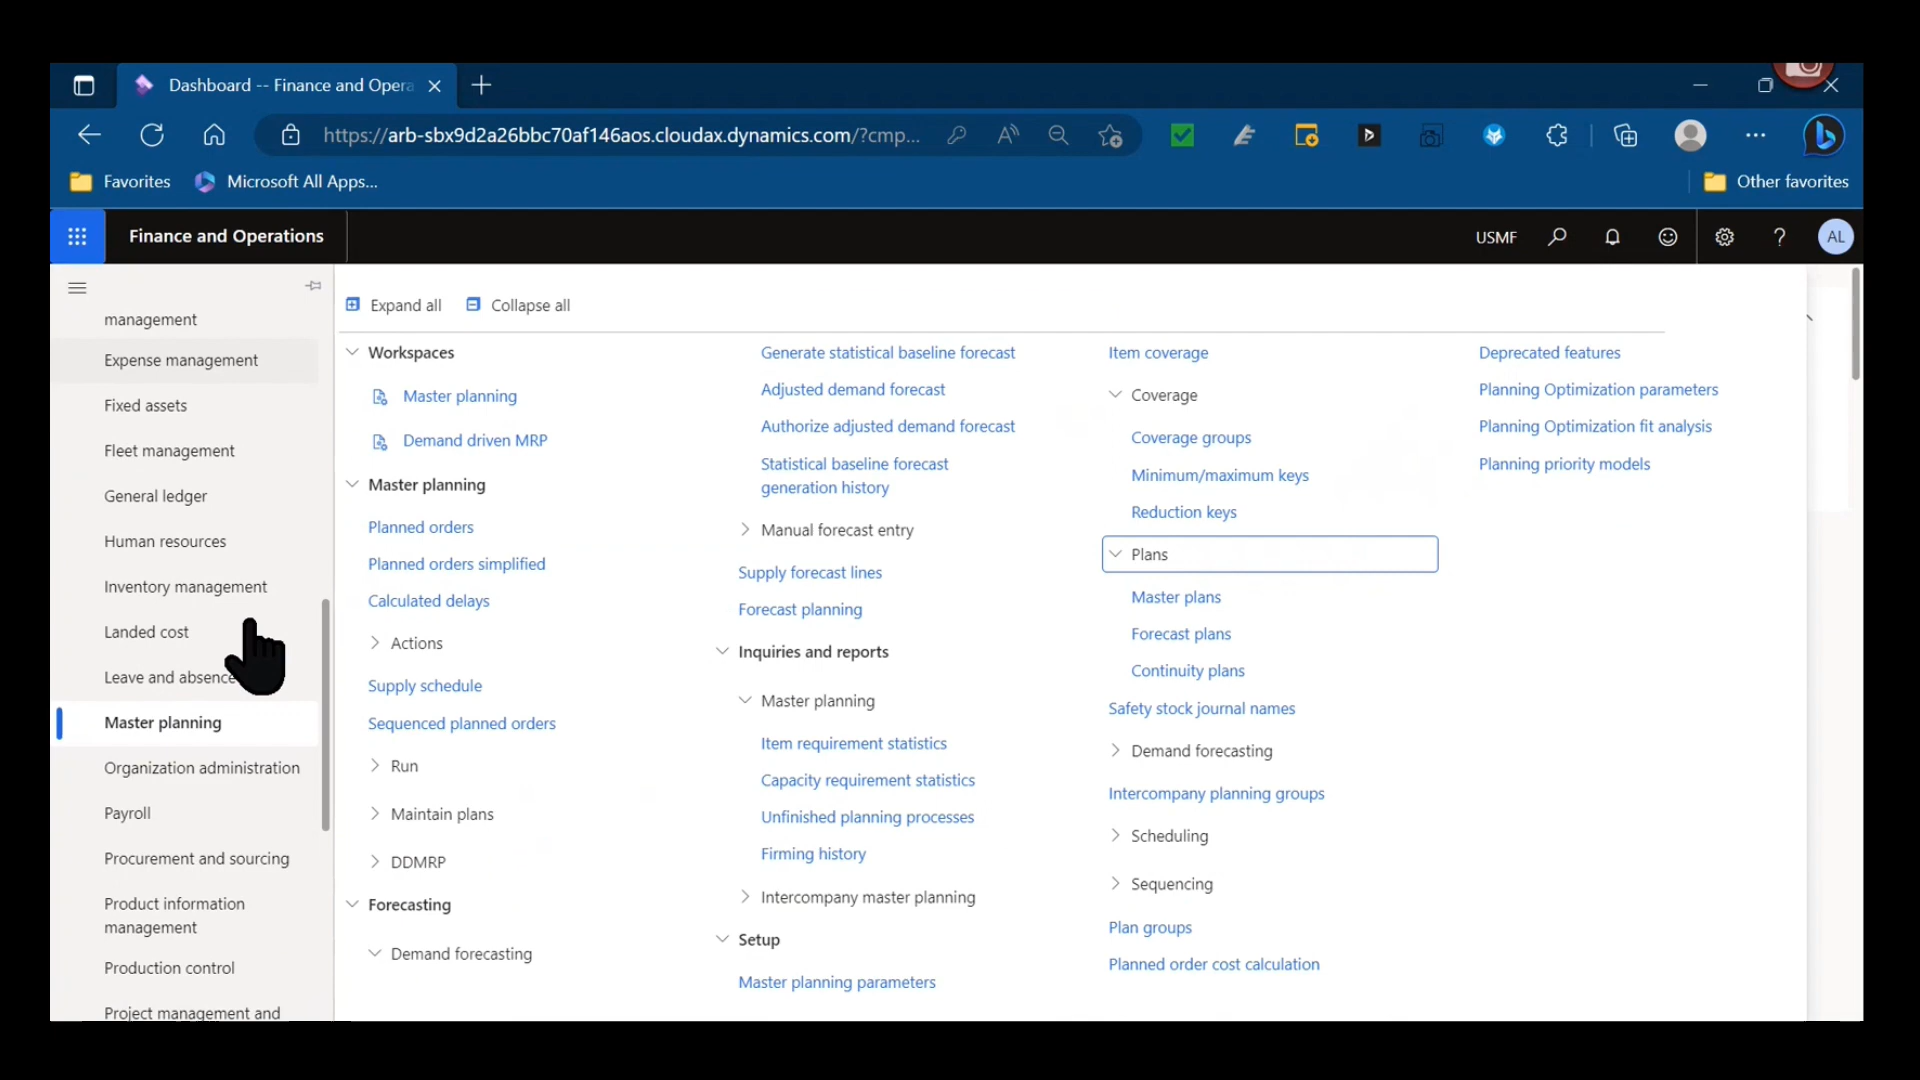 Dashboard -- Finance and Opera
https://arb-sbx9d2a26bbc70af146aos.cloudax.dynamics.com/?cmp...
Favorites
Microsoft All Apps...
Other favorites
Finance and Operations
USMF
AL
management
Expense management
Fixed assets
Fleet management
General ledger
Human resources
Inventory management
Landed cost
Leave and absence
Master planning
Organization administration
Payroll
Procurement and sourcing
Product information
management
Production control
Project management and
Expand all
Collapse all
Workspaces
Master planning
Demand driven MRP
Master planning
Planned orders
Planned orders simplified
Calculated delays
Actions
Supply schedule
Sequenced planned orders
Run
Maintain plans
DDMRP
Forecasting
Demand forecasting
Generate statistical baseline forecast
Adjusted demand forecast
Authorize adjusted demand forecast
Statistical baseline forecast
generation history
Manual forecast entry
Supply forecast lines
Forecast planning
Inquiries and reports
Master planning
Item requirement statistics
Capacity requirement statistics
Unfinished planning processes
Firming history
Intercompany master planning
Setup
Master planning parameters
Item coverage
Coverage
Coverage groups
Minimum/maximum keys
Reduction keys
Plans
Master plans
Forecast plans
Continuity plans
Safety stock journal names
Demand forecasting
Intercompany planning groups
Scheduling
Sequencing
Plan groups
Planned order cost calculation
Deprecated features
Planning Optimization parameters
Planning Optimization fit analysis
Planning priority models